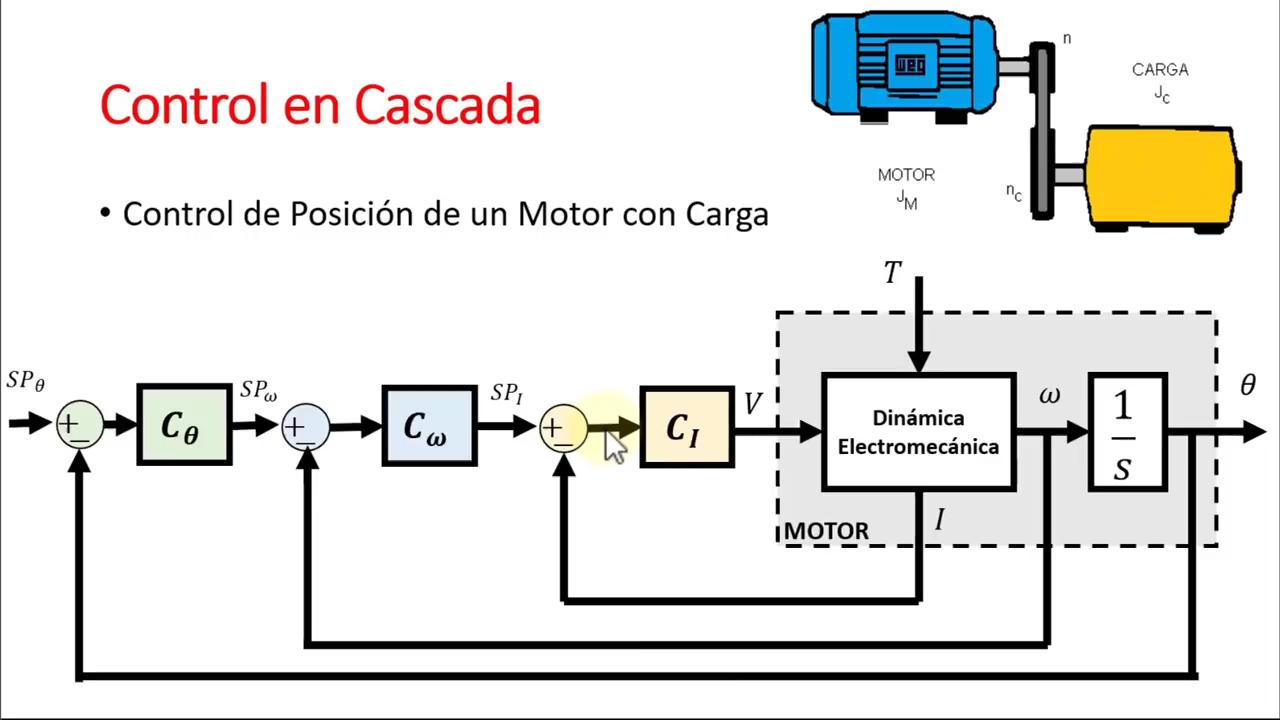 Control en Cascada
• Control de Posición de un Motor con Carga
WEG
n
CARGA
J_C
MOTOR
J_M
n_c
T
SP_θ
+
−
C_θ
SP_ω
+
−
C_ω
SP_I
+
−
C_I
V
Dinámica
Electromecánica
ω
1
s
θ
I
MOTOR